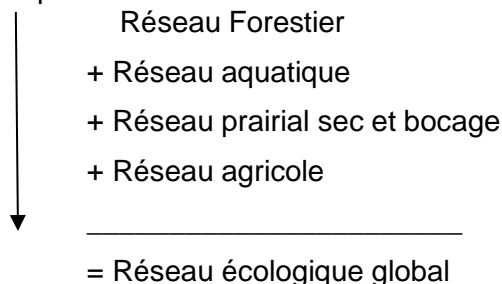 Réseau Forestier
+ Réseau aquatique
+ Réseau prairial sec et bocage
+ Réseau agricole
= Réseau écologique global